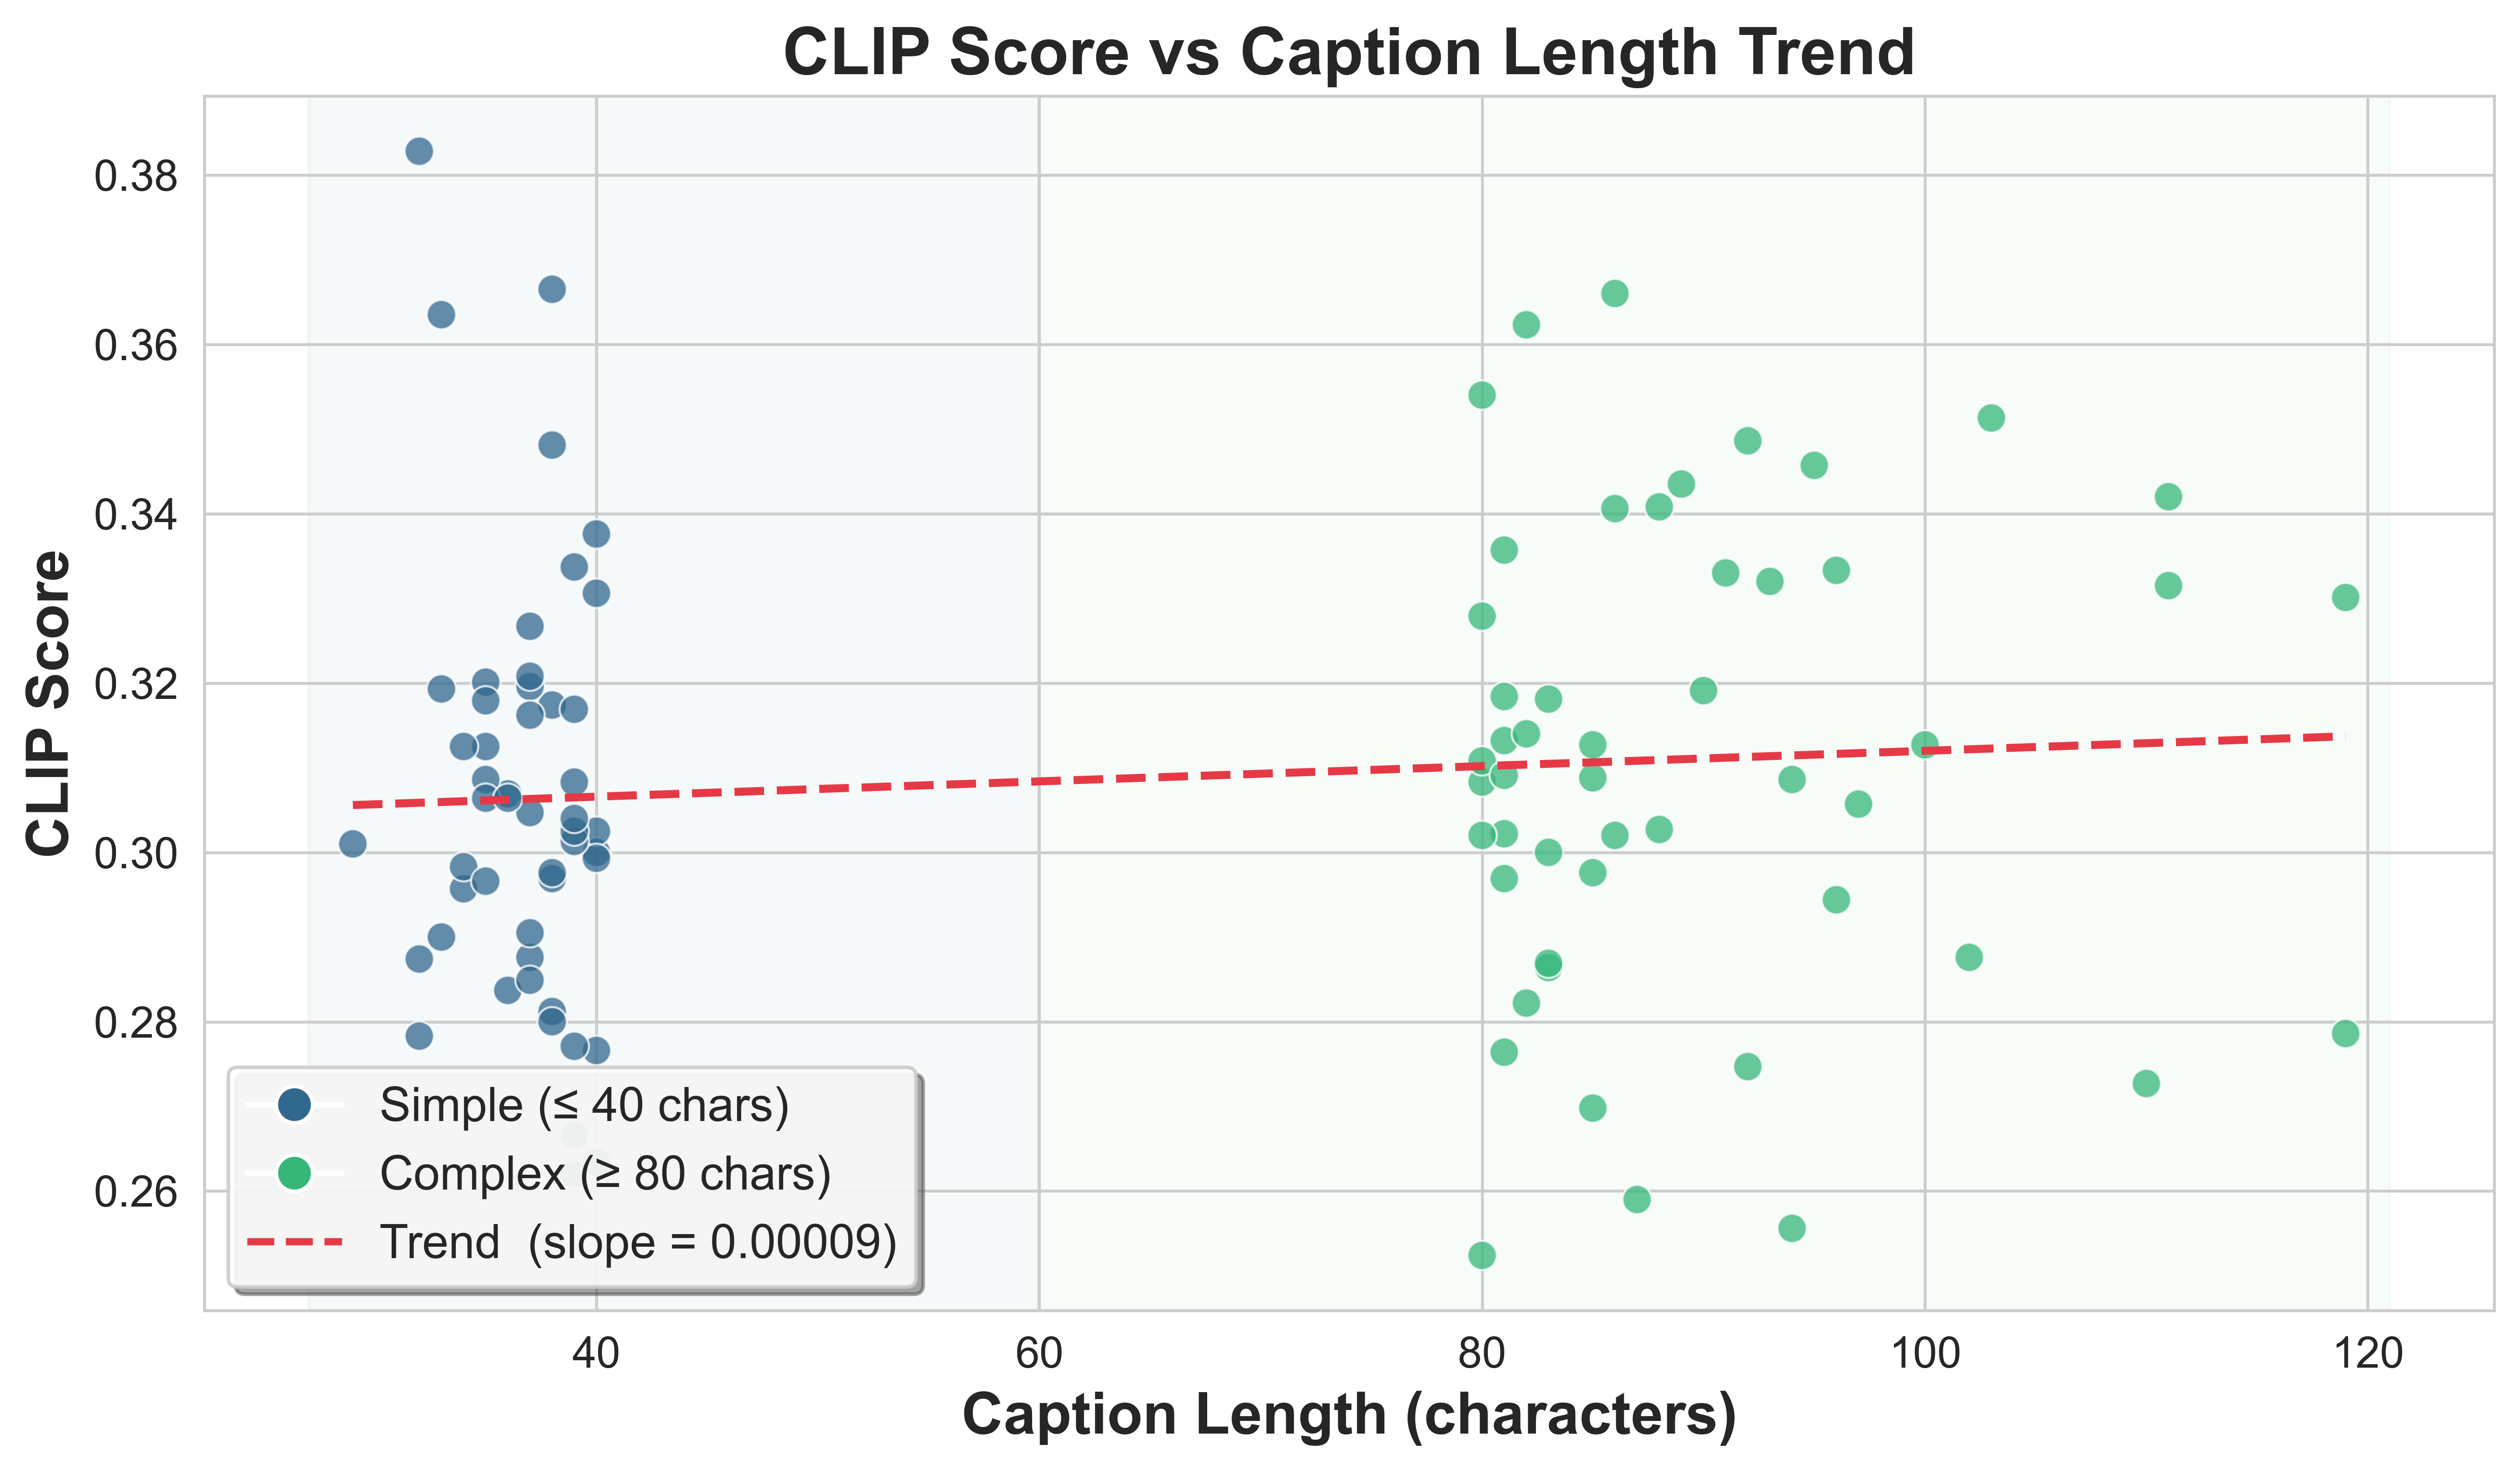 CLIP Score vs Caption Length Trend
0.38
0.36
0.34
0.32
0.30
0.28
0.26
CLIP Score
Simple (≤ 40 chars)
Complex (≥ 80 chars)
Trend  (slope = 0.00009)
40 60 80 100 120
Caption Length (characters)